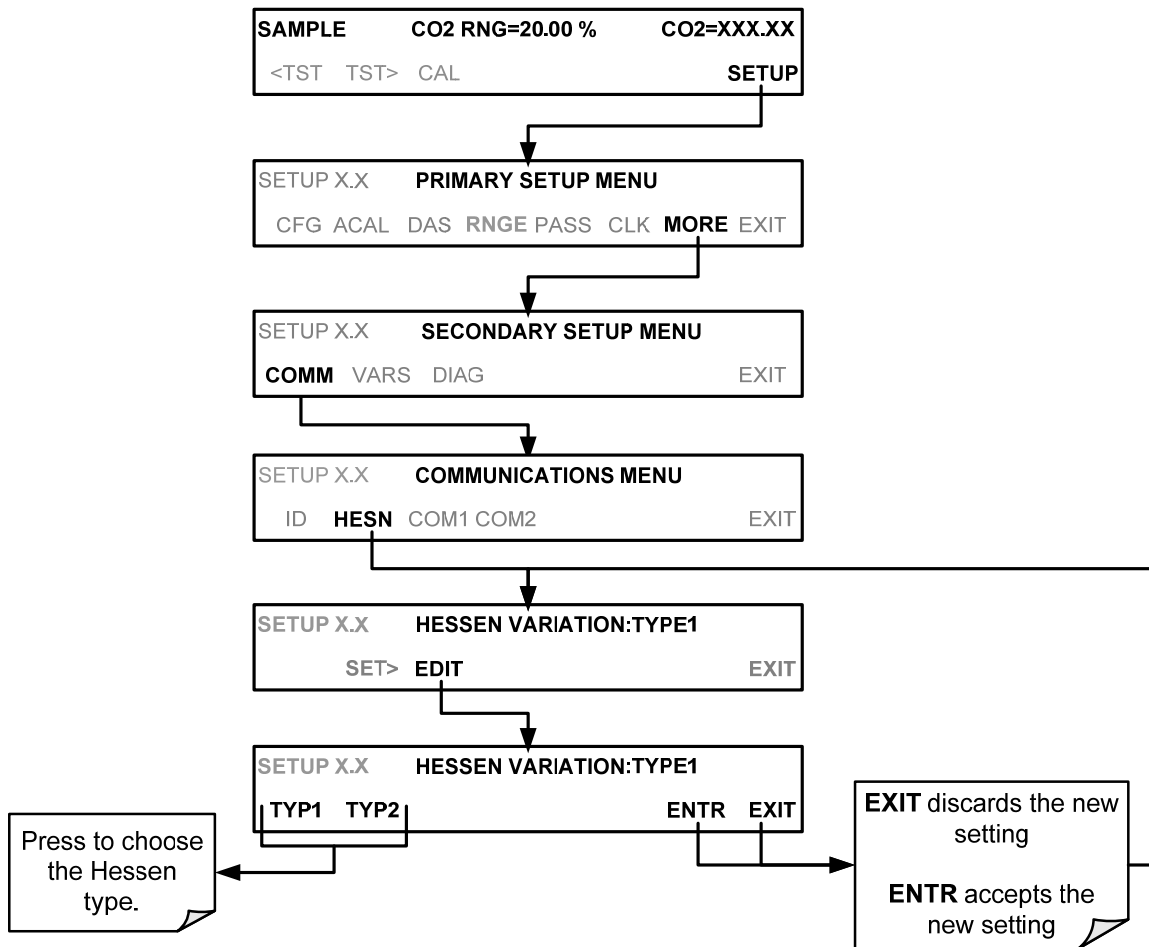 SAMPLE CO2 RNG=20.00 % CO2=XXX.XX
<TST TST> CAL SETUP
SETUP X.X PRIMARY SETUP MENU
CFG ACAL DAS RNGE PASS CLK MORE EXIT
SETUP X.X SECONDARY SETUP MENU
COMM VARS DIAG EXIT
SETUP X.X COMMUNICATIONS MENU
ID HESN COM1 COM2 EXIT
SETUP X.X HESSEN VARIATION:TYPE1
SET> EDIT EXIT
SETUP X.X HESSEN VARIATION:TYPE1
TYP1 TYP2 ENTR EXIT
Press to choose
the Hessen
type.
EXIT discards the new
setting
ENTR accepts the
new setting